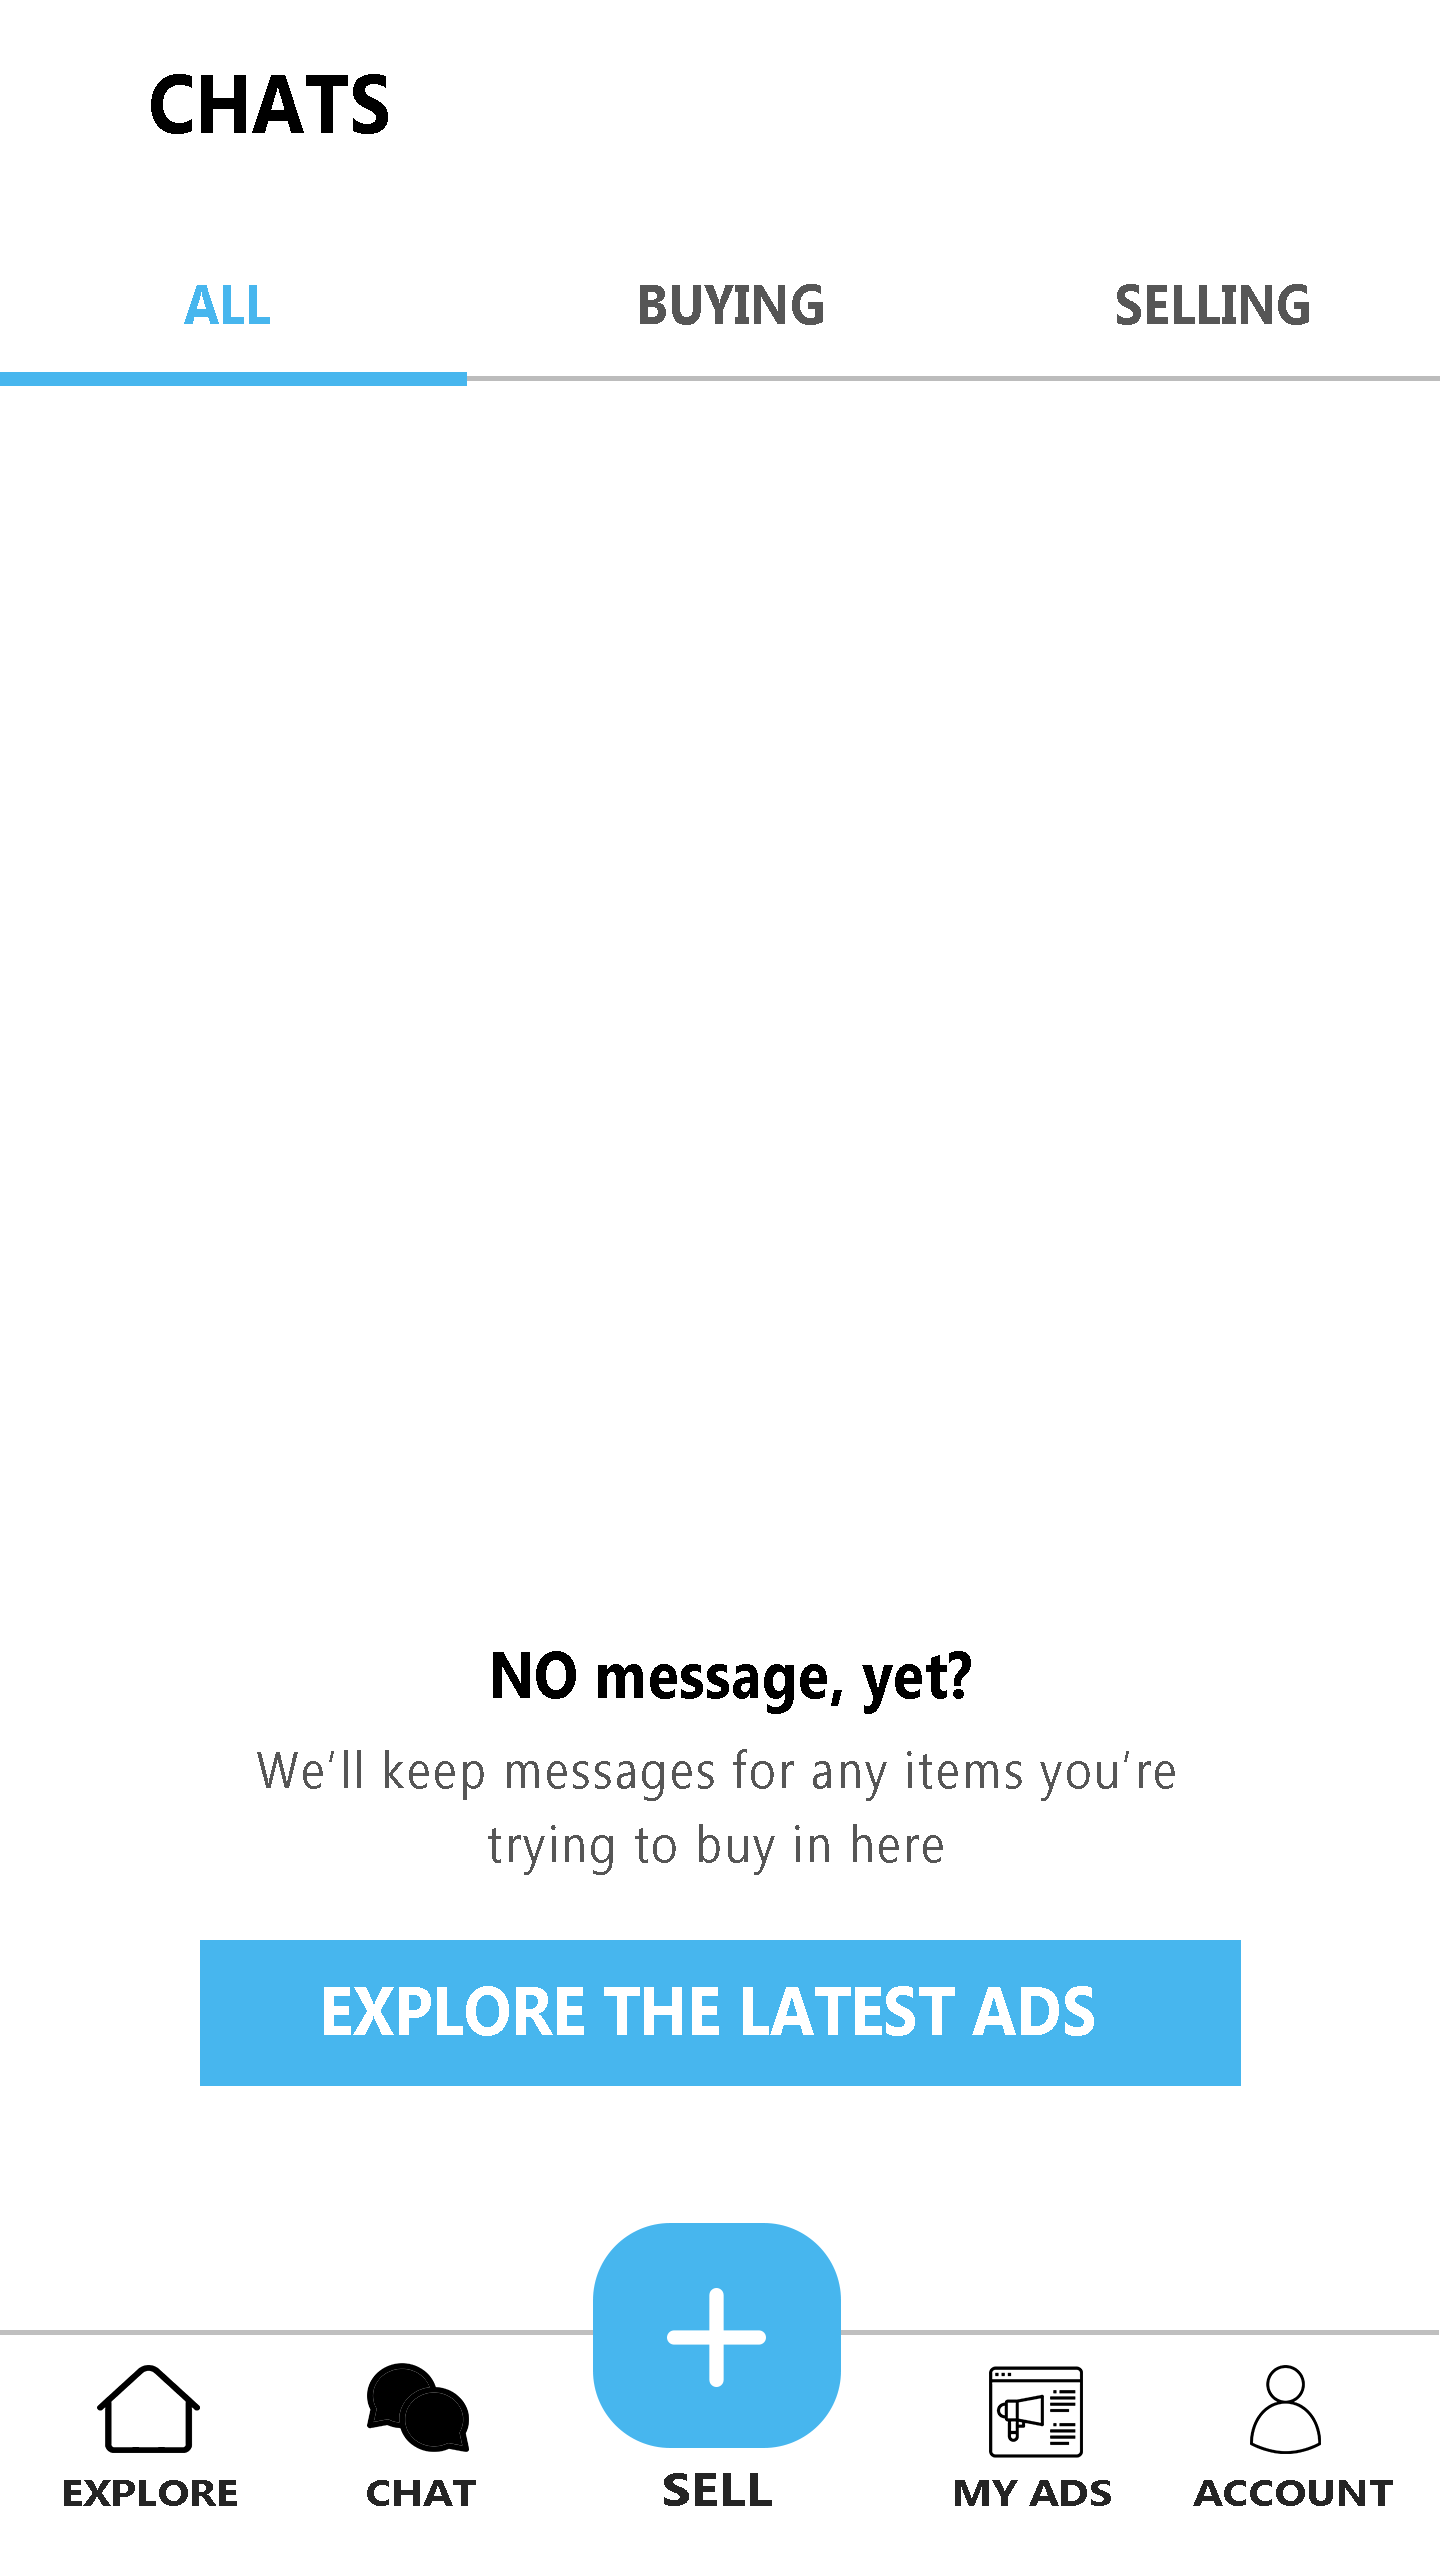 CHATS
ALL BUYING SELLING
NO message, yet?
We'll keep messages for any items you're
trying to buy in here
EXPLORE THE LATEST ADS
EXPLORE CHAT SELL MY ADS ACCOUNT